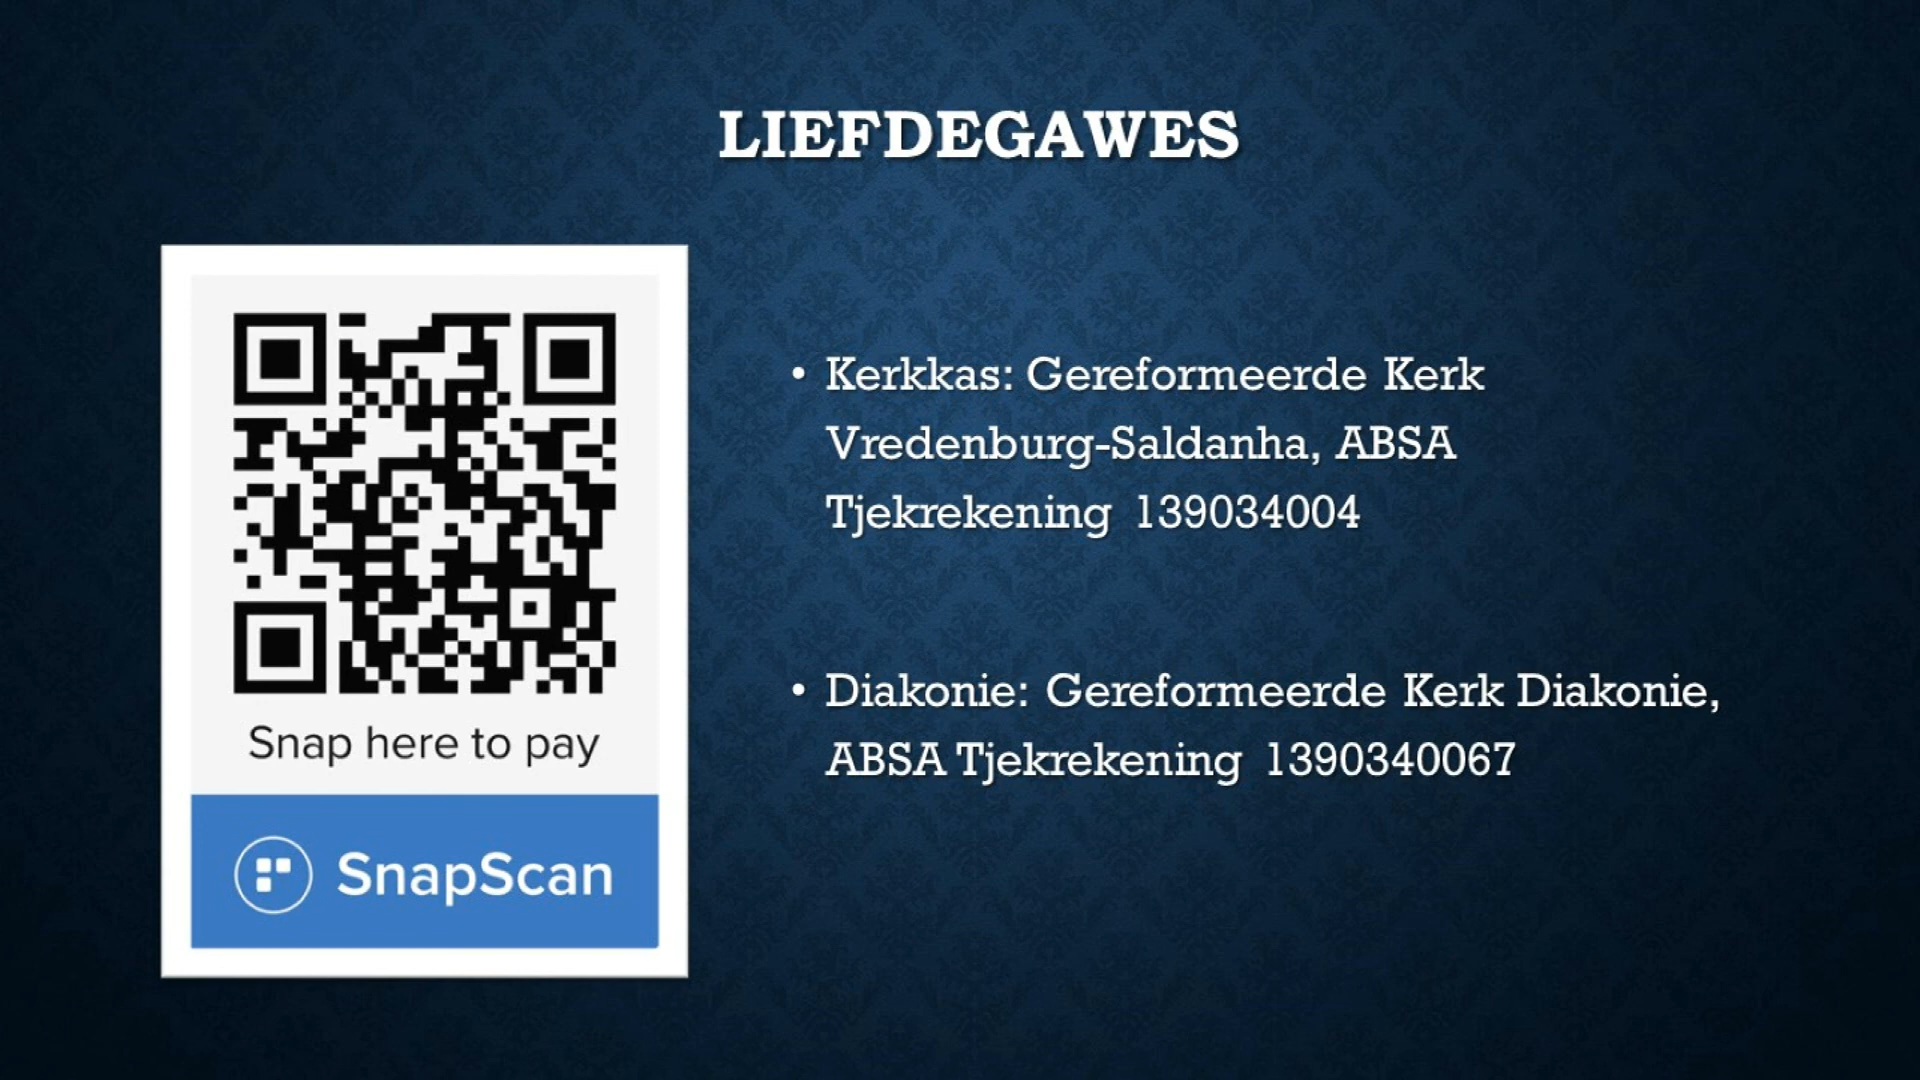 LIEFDEGAWES
Snap here to pay
SnapScan
• Kerkkas: Gereformeerde Kerk
Vredenburg-Saldanha, ABSA
Tjekrekening 139034004
• Diakonie: Gereformeerde Kerk Diakonie,
ABSA Tjekrekening 1390340067